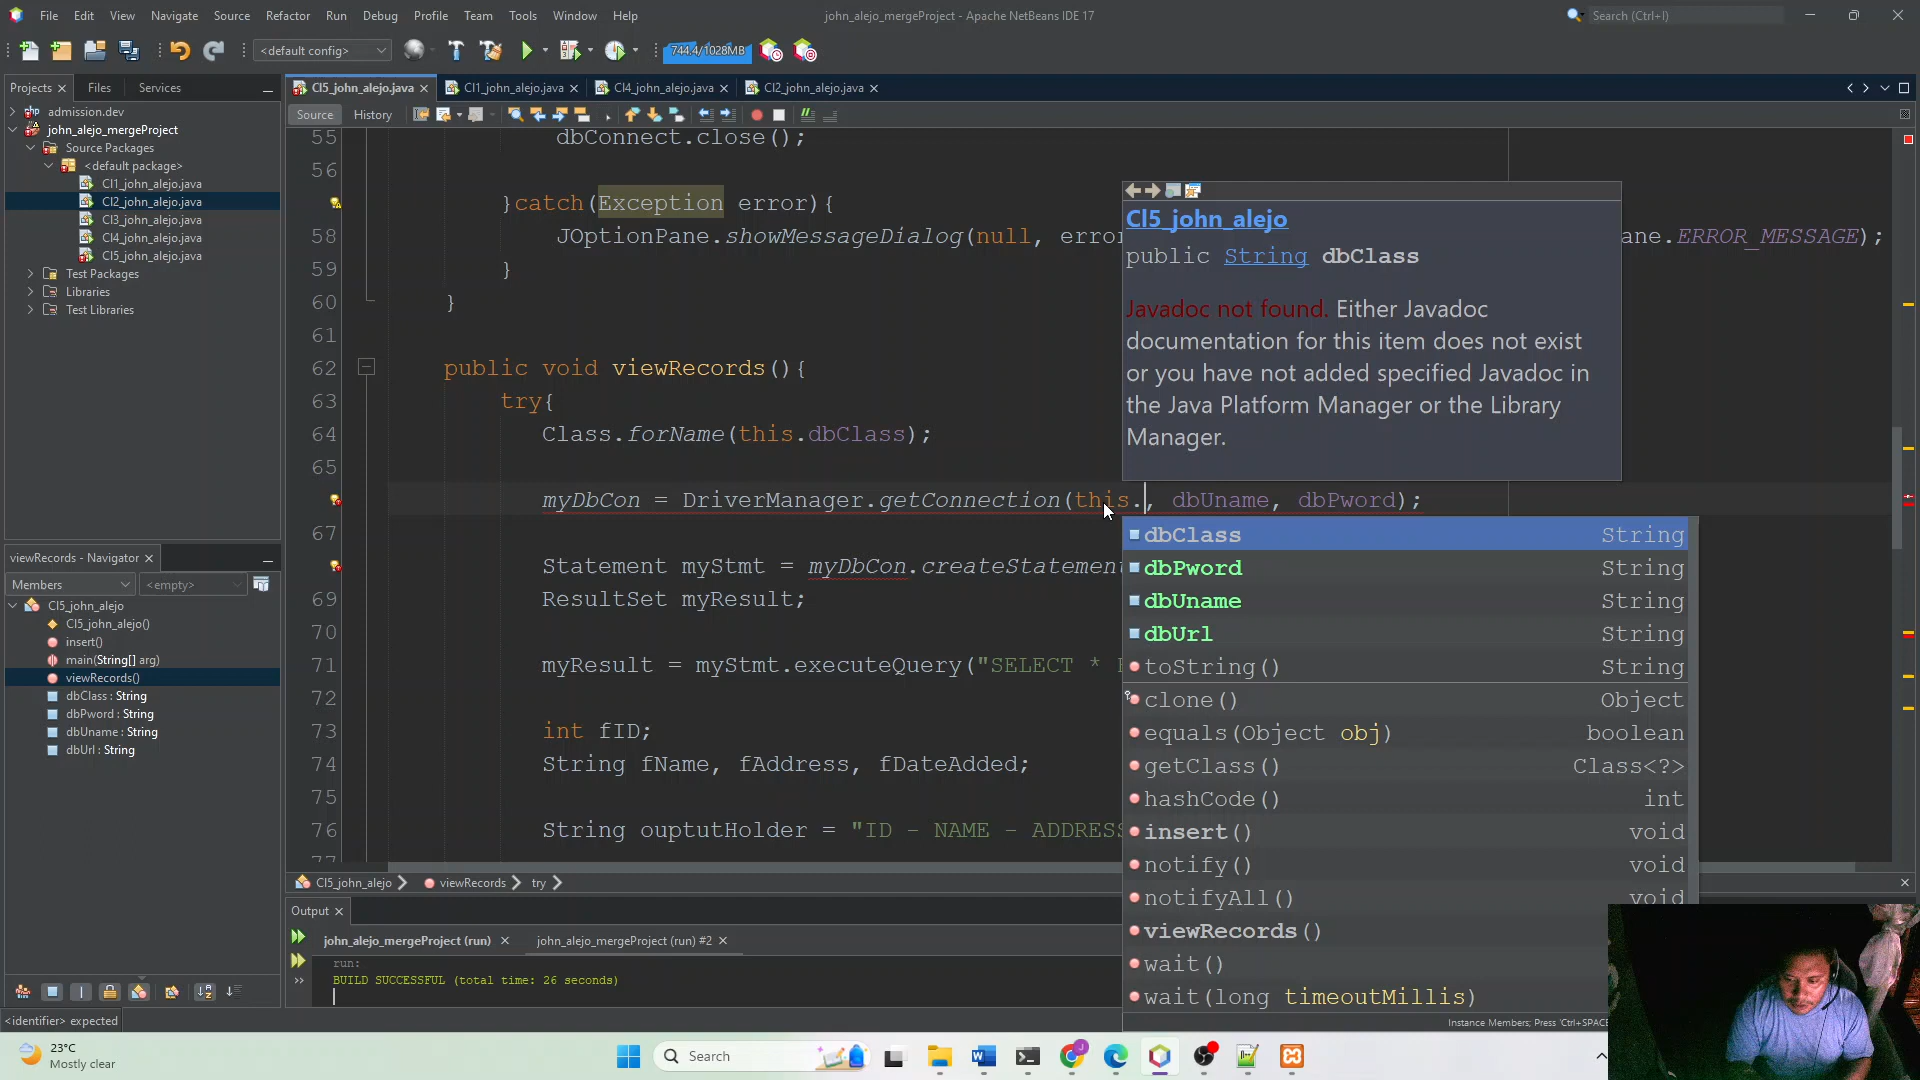 File Edit View Navigate Source Refactor Run Debug Profile Team Tools Window Help
john_alejo_mergeProject - Apache NetBeans IDE 17
Search (Ctrl+I)
<default config>
744.4/1028MB
Projects
Files
Services
Cl5_john_alejo.java
Cl1_john_alejo.java
Cl4_john_alejo.java
Cl2_john_alejo.java
admission.dev
john_alejo_mergeProject
Source Packages
<default package>
Cl1_john_alejo.java
Cl2_john_alejo.java
Cl3_john_alejo.java
Cl4_john_alejo.java
Cl5_john_alejo.java
Test Packages
Libraries
Test Libraries
Source
History
55 dbConnect.close();
56
}catch(Exception error){
58 JOptionPane.showMessageDialog(null, error
ane.ERROR_MESSAGE);
59 }
60 }
61
62 public void viewRecords(){
63 try{
64 Class.forName(this.dbClass);
65
myDbCon = DriverManager.getConnection(this., dbUname, dbPword);
67
Statement myStmt = myDbCon.createStatement
69 ResultSet myResult;
70
71 myResult = myStmt.executeQuery("SELECT *
72
73 int fID;
74 String fName, fAddress, fDateAdded;
75
76 String ouptutHolder = "ID - NAME - ADDRESS
77
Cl5_john_alejo
public String dbClass
Javadoc not found. Either Javadoc
documentation for this item does not exist
or you have not added specified Javadoc in
the Java Platform Manager or the Library
Manager.
dbClass String
dbPword String
dbUname String
dbUrl String
toString() String
clone() Object
equals(Object obj) boolean
getClass() Class<?>
hashCode() int
insert() void
notify() void
notifyAll() void
viewRecords()
wait()
wait(long timeoutMillis)
Instance Members; Press 'Ctrl+SPACE
viewRecords - Navigator
Members
<empty>
Cl5_john_alejo
Cl5_john_alejo()
insert()
main(String[] arg)
viewRecords()
dbClass : String
dbPword : String
dbUname : String
dbUrl : String
Cl5_john_alejo
viewRecords
try
Output
john_alejo_mergeProject (run)
john_alejo_mergeProject (run) #2
run:
BUILD SUCCESSFUL (total time: 26 seconds)
<identifier> expected
23°C
Mostly clear
Search